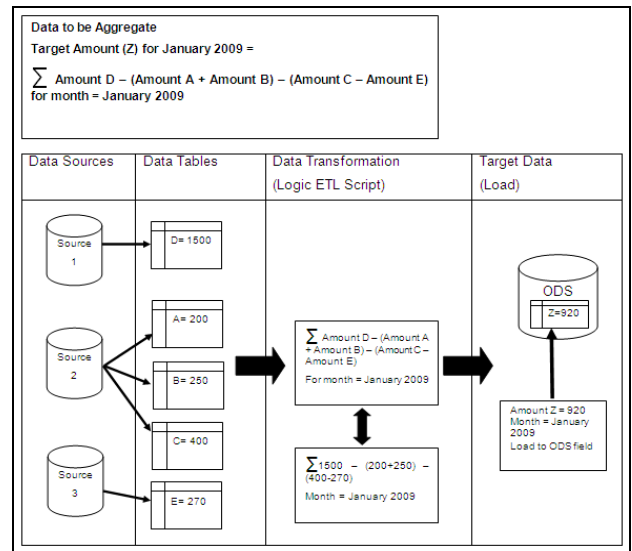 Data to be Aggregate
Target Amount (Z) for January 2009 =
∑ Amount D – (Amount A + Amount B) – (Amount C – Amount E)
for month = January 2009
Data Sources
Data Tables
Data Transformation
(Logic ETL Script)
Target Data
(Load)
Source
1
D= 1500
Source
2
A= 200
B= 250
C= 400
Source
3
E= 270
∑ Amount D – (Amount A
+ Amount B) – (Amount C –
Amount E)
For month = January 2009
∑1500 – (200+250) –
(400-270)
Month = January 2009
ODS
Z=920
Amount Z = 920
Month = January
2009
Load to ODS field